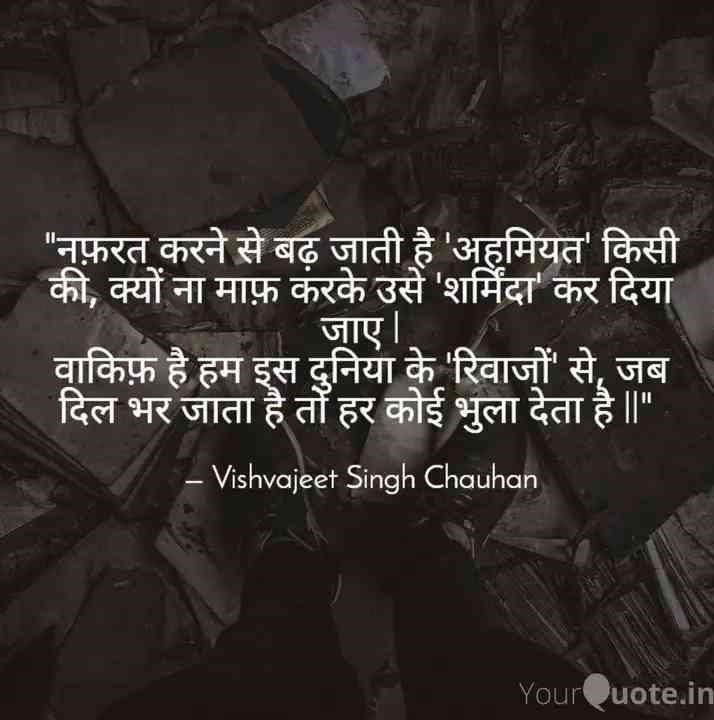 "नफ़रत करने से बढ़ जाती है 'अहमियत' किसी
की, क्यों ना माफ़ करके उसे 'शर्मिंदा' कर दिया
जाए |
वाकिफ़ है हम इस दुनिया के 'रिवाजों' से, जब
दिल भर जाता है तो हर कोई भुला देता है ||"
– Vishvajeet Singh Chauhan
YourQuote.in